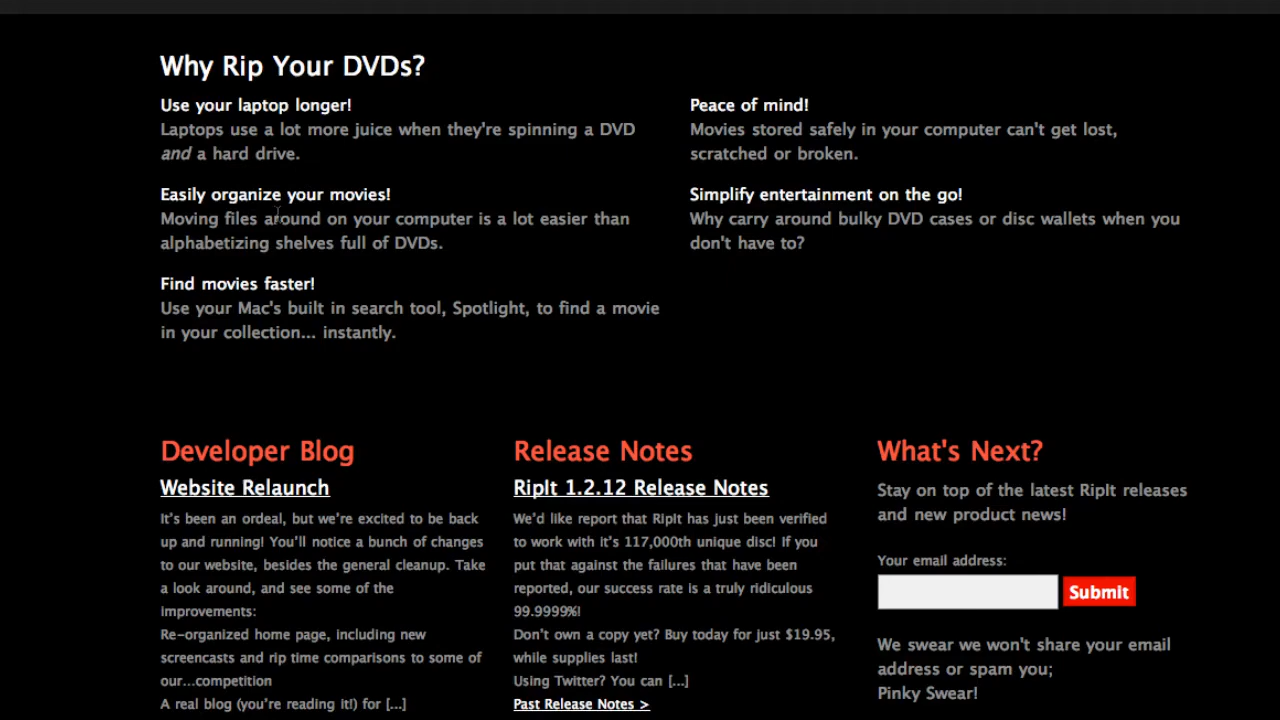 Why Rip Your DVDs?
Use your laptop longer!
Laptops use a lot more juice when they're spinning a DVD
and a hard drive.
Easily organize your movies!
Moving files around on your computer is a lot easier than
alphabetizing shelves full of DVDs.
Find movies faster!
Use your Mac's built in search tool, Spotlight, to find a movie
in your collection... instantly.
Peace of mind!
Movies stored safely in your computer can't get lost,
scratched or broken.
Simplify entertainment on the go!
Why carry around bulky DVD cases or disc wallets when you
don't have to?
Developer Blog
Website Relaunch
It's been an ordeal, but we're excited to be back
up and running! You'll notice a bunch of changes
to our website, besides the general cleanup. Take
a look around, and see some of the
improvements:
Re-organized home page, including new
screencasts and rip time comparisons to some of
our...competition
A real blog (you're reading it!) for [...]
Release Notes
RipIt 1.2.12 Release Notes
We'd like report that RipIt has just been verified
to work with it's 117,000th unique disc! If you
put that against the failures that have been
reported, our success rate is a truly ridiculous
99.9999%!
Don't own a copy yet? Buy today for just $19.95,
while supplies last!
Using Twitter? You can [...]
Past Release Notes >
What's Next?
Stay on top of the latest RipIt releases
and new product news!
Your email address:
Submit
We swear we won't share your email
address or spam you;
Pinky Swear!